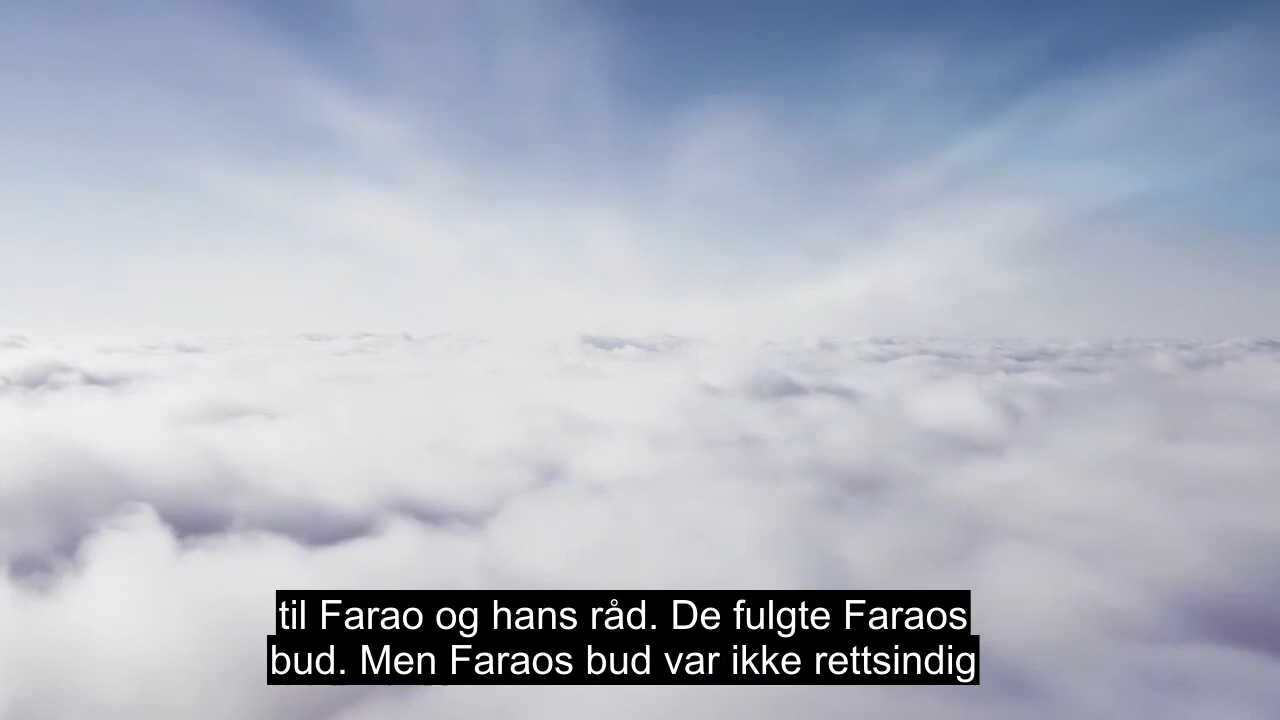 til Farao og hans råd. De fulgte Faraos
bud. Men Faraos bud var ikke rettsindig